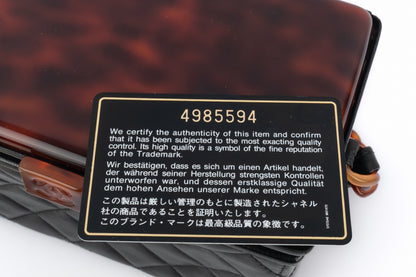 4985594
We certify the authenticity of this item and confirm
that it has been subjected to the most exacting quality
control. Its high quality is a symbol of the fine reputation
of the Trademark.
Wir bestätigen, dass es sich um einen Artikel handelt,
der während seiner Herstellung strengsten Kontrollen
unterworfen war, und dessen erstklassige Qualität
dem hohen Ansehen unserer Marke entspricht.
この製品は厳しい管理のもとに製造されたシャネル
社の商品であることを証明いたします。
このブランド・マークは最高級品質の象徴です。